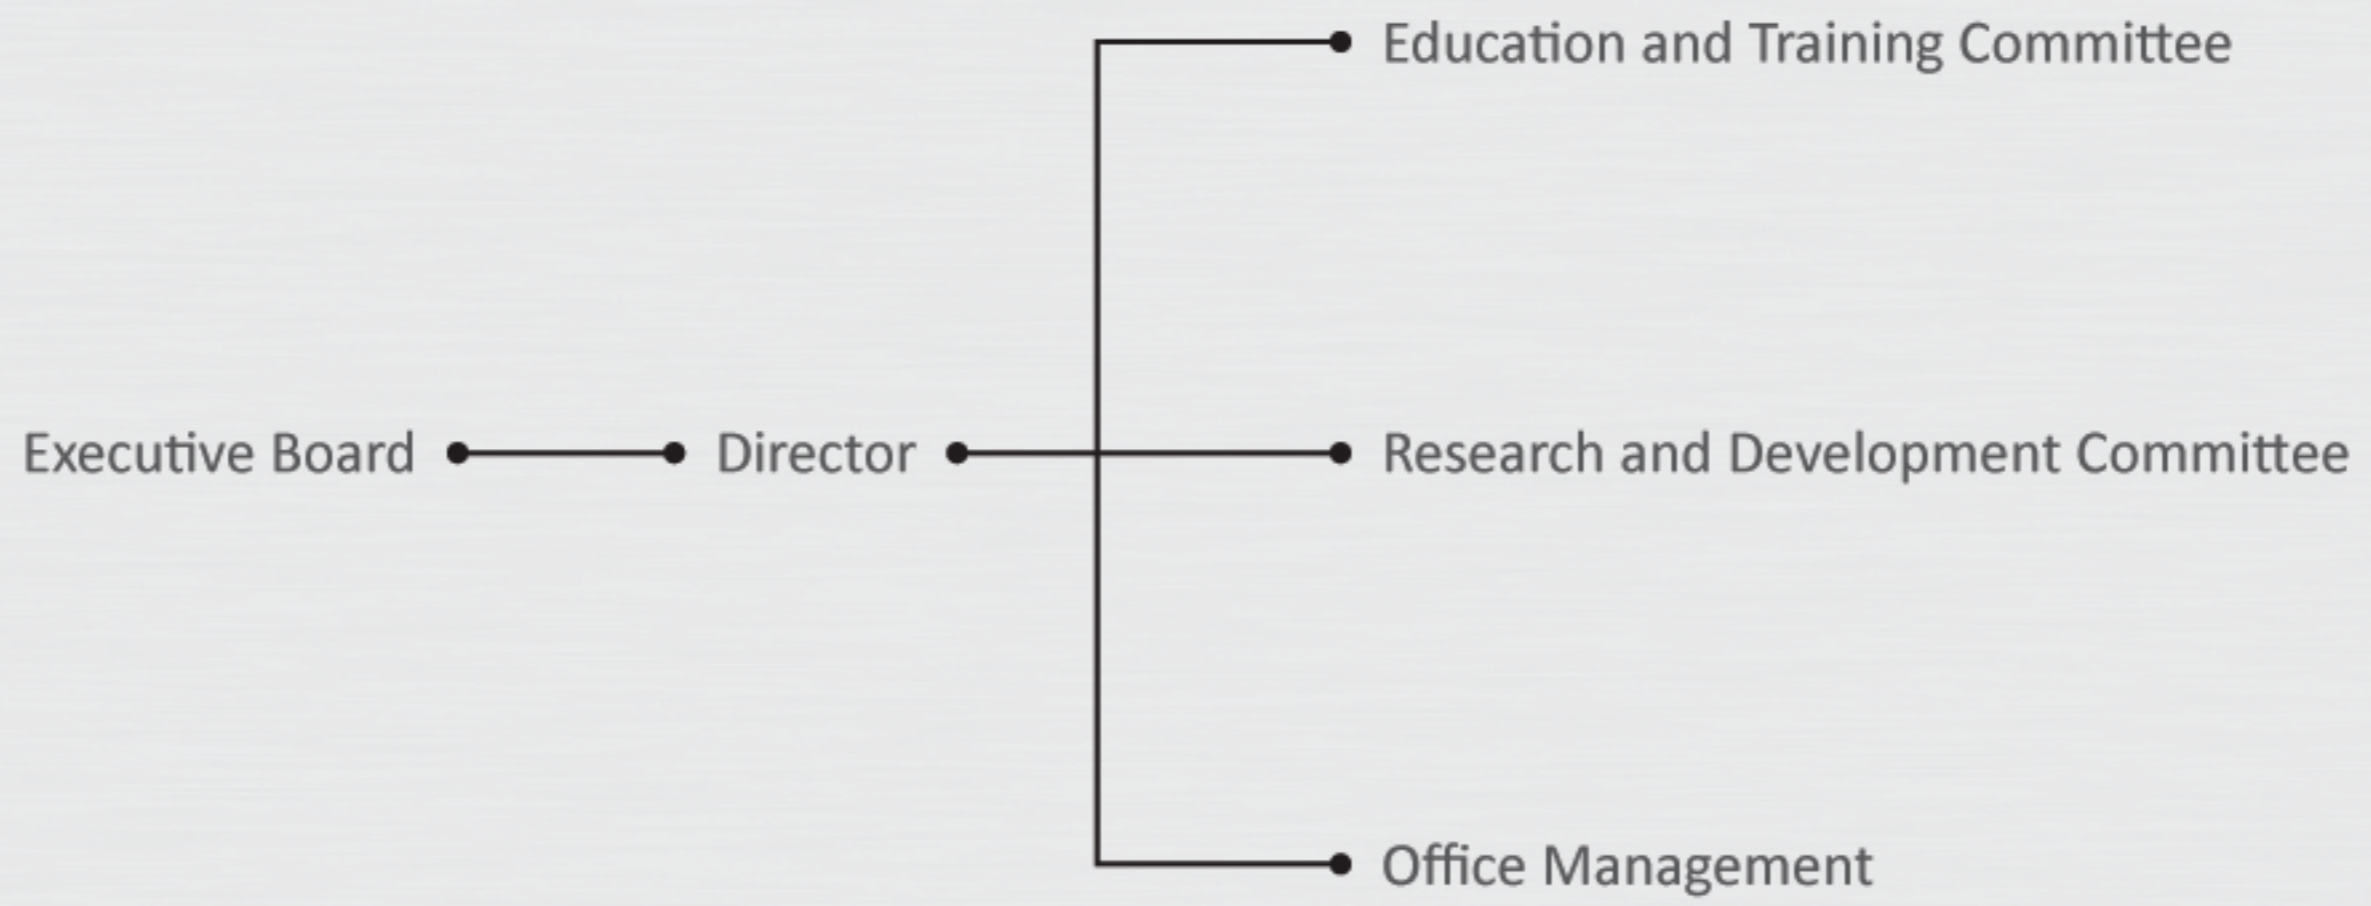 Education and Training Committee
Executive Board
Director
Research and Development Committee
Office Management